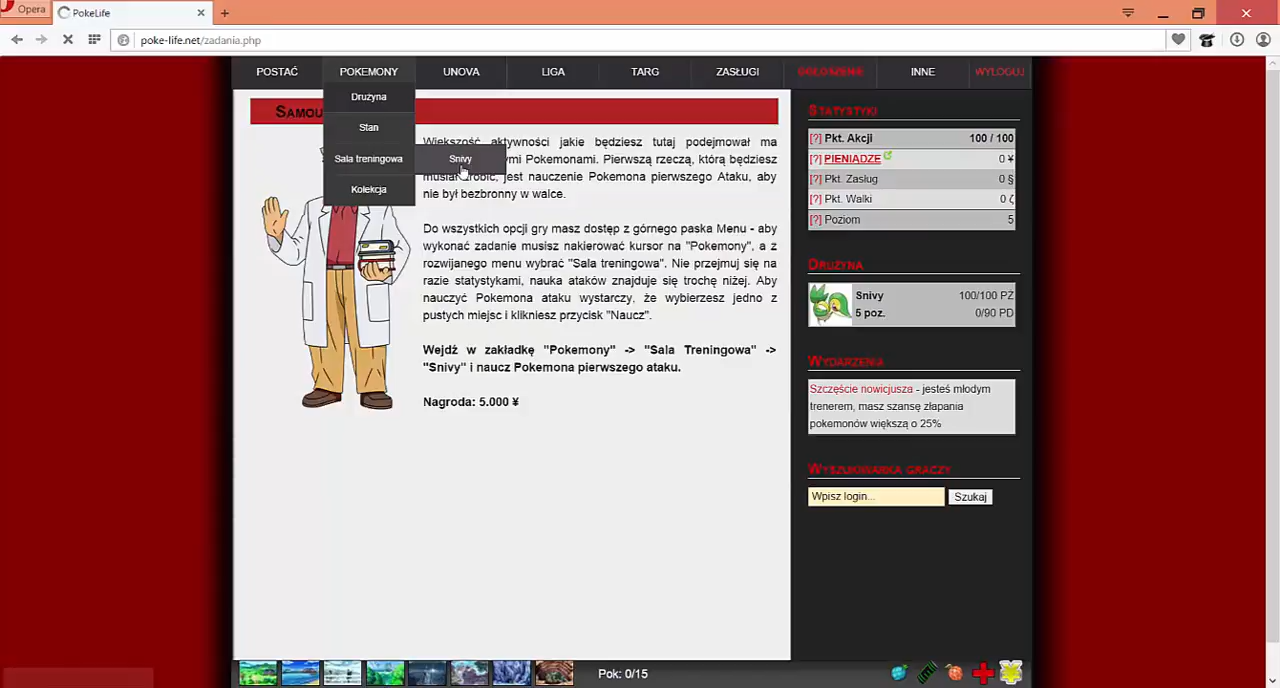 Opera
PokeLife
poke-life.net/zadania.php
POSTAĆ POKEMONY UNOVA LIGA TARG ZASŁUGI OGŁOSZENIE INNE WYLOGUJ
Drużyna
Stan
Sala treningowa Snivy
Kolekcja
Samou
Większość aktywności jakie będziesz tutaj podejmował ma
ymi Pokemonami. Pierwszą rzeczą, którą będziesz
musiał zrobić, jest nauczenie Pokemona pierwszego Ataku, aby
nie był bezbronny w walce.
Do wszystkich opcji gry masz dostęp z górnego paska Menu - aby
wykonać zadanie musisz nakierować kursor na "Pokemony", a z
rozwijanego menu wybrać "Sala treningowa". Nie przejmuj się na
razie statystykami, nauka ataków znajduje się trochę niżej. Aby
nauczyć Pokemona ataku wystarczy, że wybierzesz jedno z
pustych miejsc i klikniesz przycisk "Naucz".
Wejdź w zakładkę "Pokemony" -> "Sala Treningowa" ->
"Snivy" i naucz Pokemona pierwszego ataku.
Nagroda: 5.000 ¥
Statystyki
[?] Pkt. Akcji 100 / 100
[?] PIENIĄDZE 0 ¥
[?] Pkt. Zasług 0 §
[?] Pkt. Walki 0 ζ
[?] Poziom 5
Drużyna
Snivy 100/100 PŻ
5 poz. 0/90 PD
Wydarzenia
Szczęście nowicjusza - jesteś młodym
trenerem, masz szansę złapania
pokemonów większą o 25%
Wyszukiwarka graczy
Wpisz login... Szukaj
Pok: 0/15